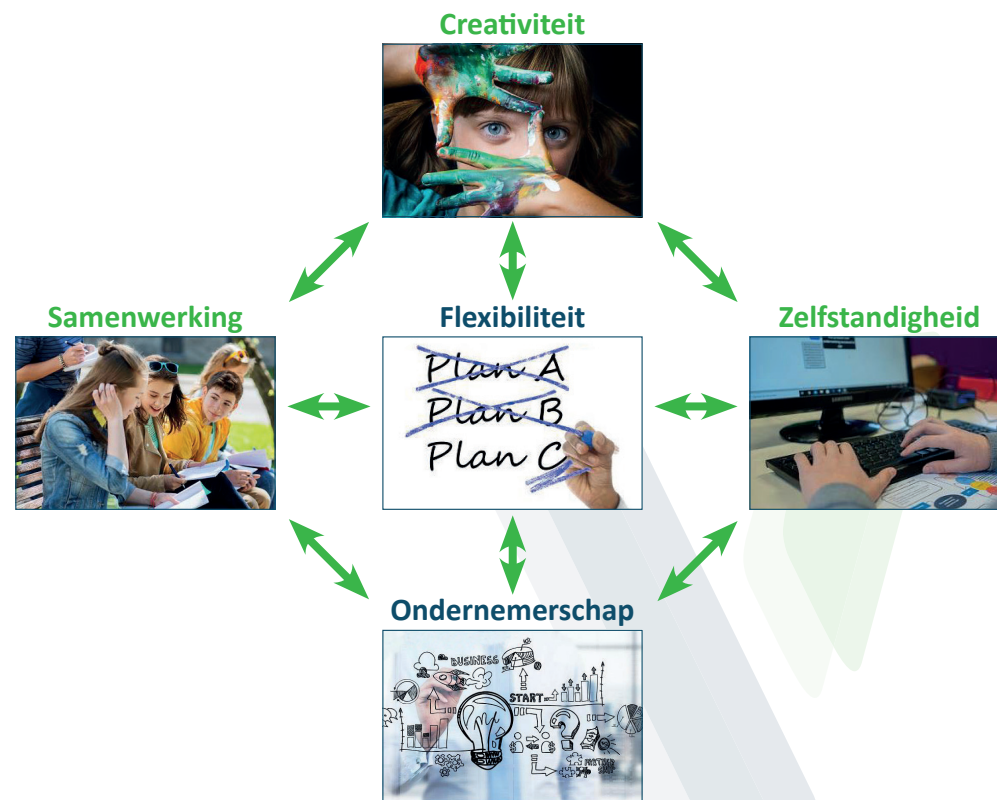 Creativiteit
Samenwerking
Flexibiliteit
Zelfstandigheid
Plan A
Plan B
Plan C
Ondernemerschap
BUSINESS
START